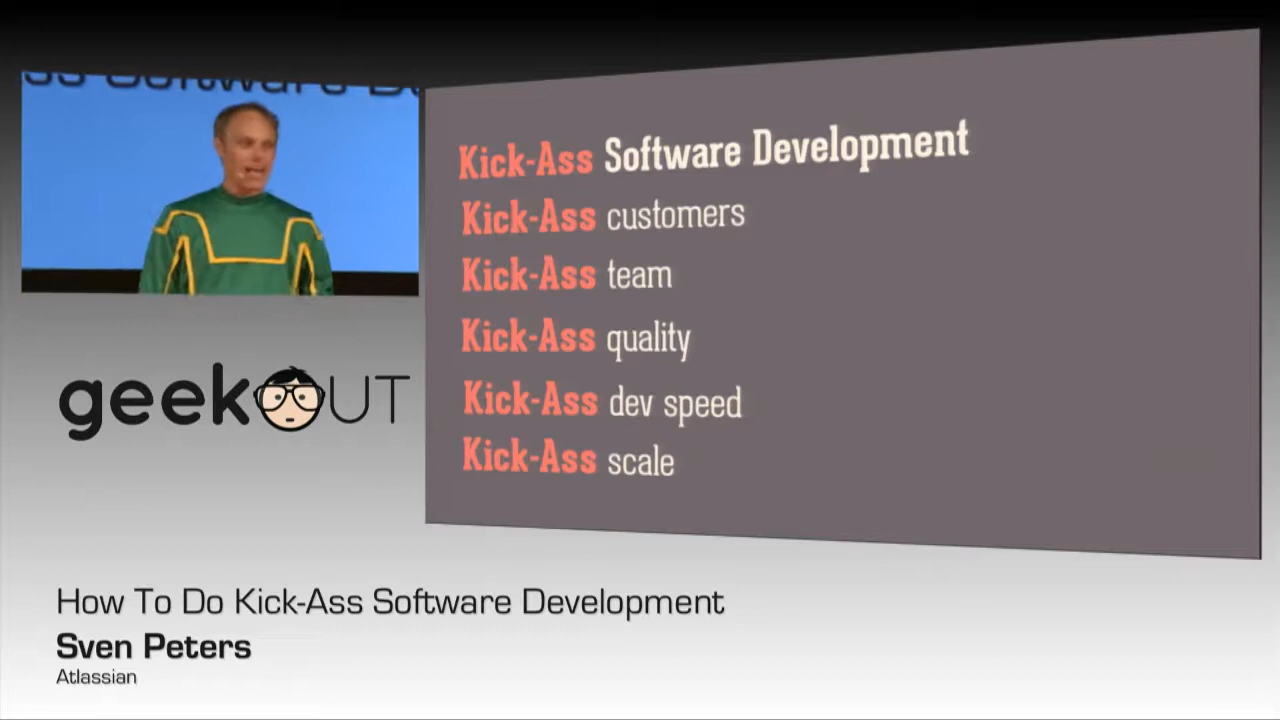 Kick-Ass Software Development
Kick-Ass customers
Kick-Ass team
Kick-Ass quality
Kick-Ass dev speed
Kick-Ass scale
geekOUT
How To Do Kick-Ass Software Development
Sven Peters
Atlassian